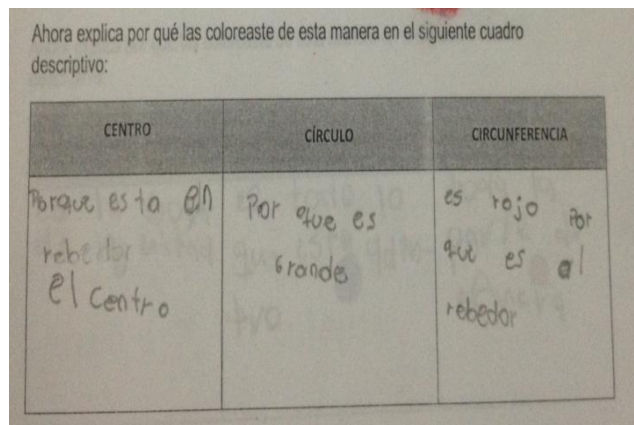 Ahora explica por qué las coloreaste de esta manera en el siguiente cuadro
descriptivo:
CENTRO
CÍRCULO
CIRCUNFERENCIA
Porque esta en
rebedor
el centro
Por que es
Grandes
es rojo Por
que es al
rebedor